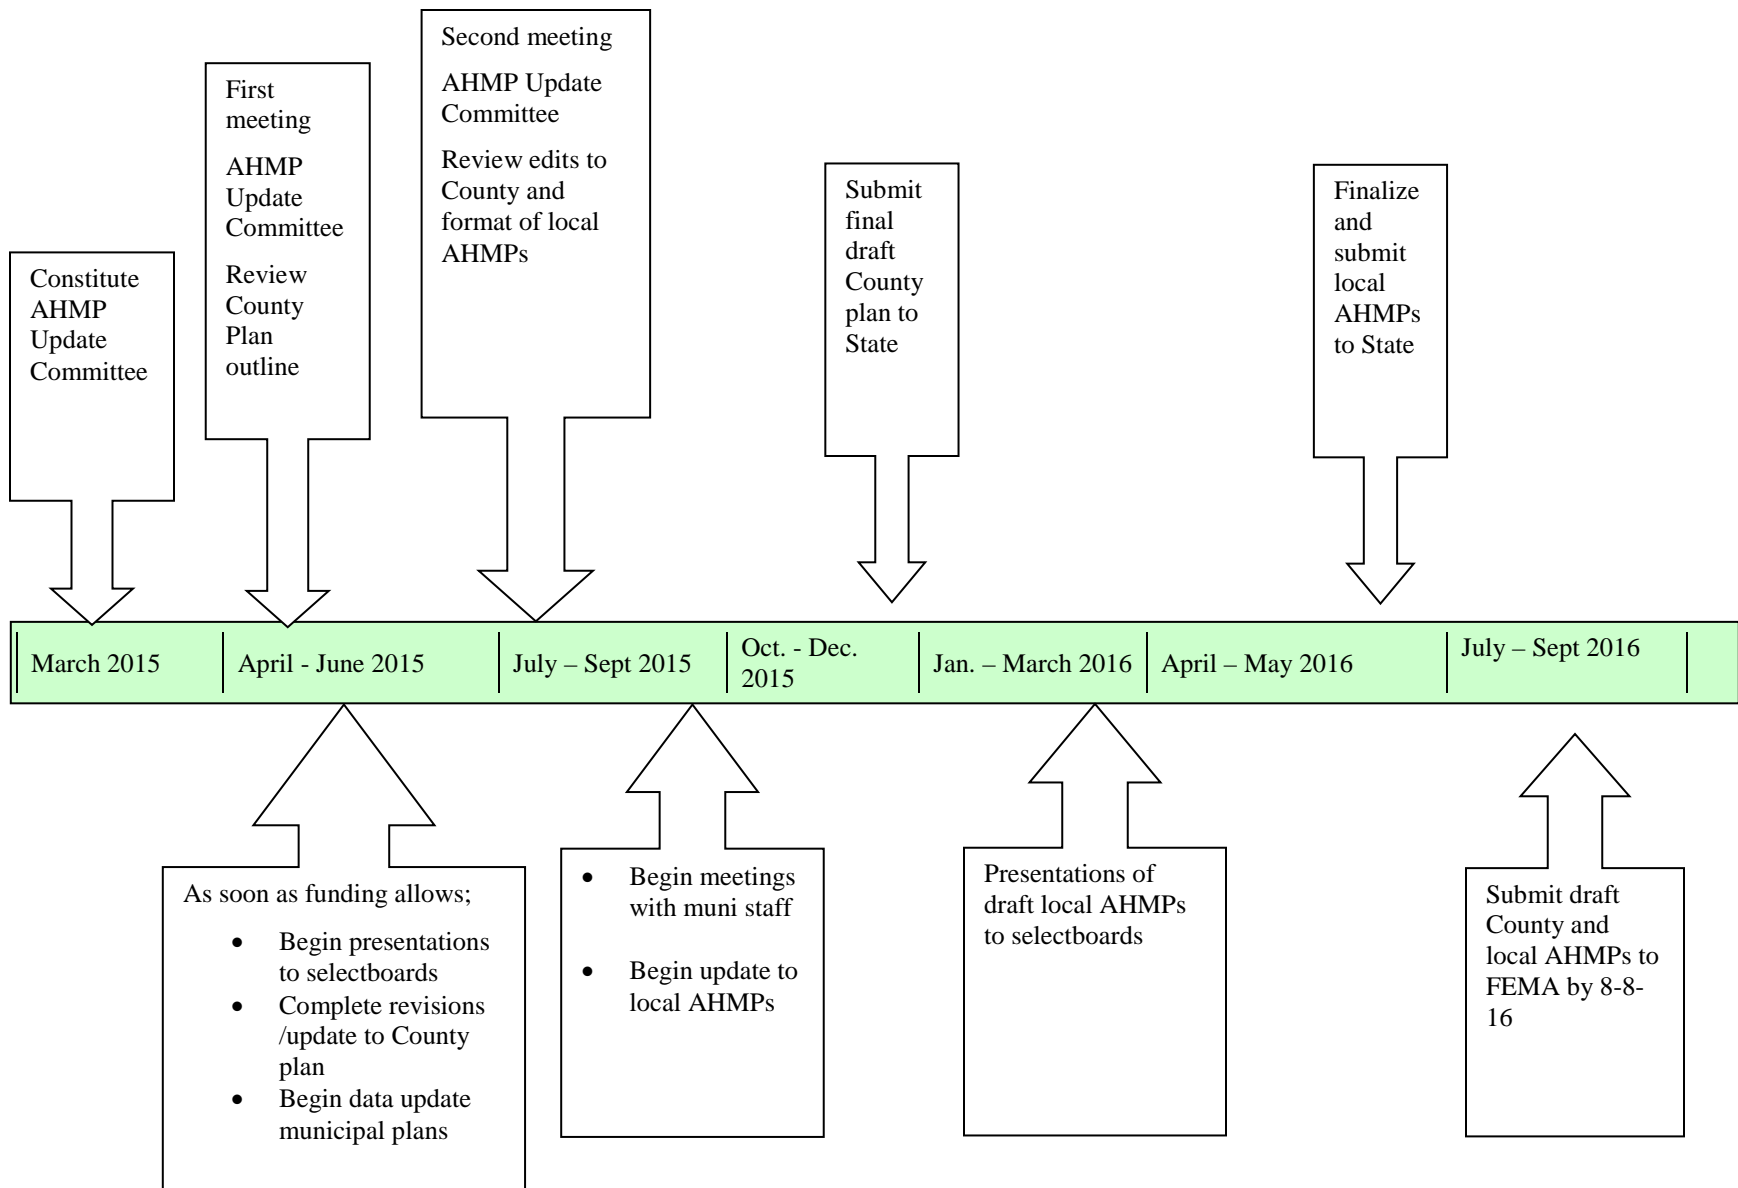 Constitute
AHMP
Update
Committee
First
meeting
AHMP
Update
Committee
Review
County
Plan
outline
Second meeting
AHMP Update
Committee
Review edits to
County and
format of local
AHMPs
Submit
final
draft
County
plan to
State
Finalize
and
submit
local
AHMPs
to State
March 2015
April - June 2015
July – Sept 2015
Oct. - Dec.
2015
Jan. – March 2016
April – May 2016
July – Sept 2016
As soon as funding allows;
• Begin presentations
to selectboards
• Complete revisions
/update to County
plan
• Begin data update
municipal plans
• Begin meetings
with muni staff
• Begin update to
local AHMPs
Presentations of
draft local AHMPs
to selectboards
Submit draft
County and
local AHMPs to
FEMA by 8-8-
16